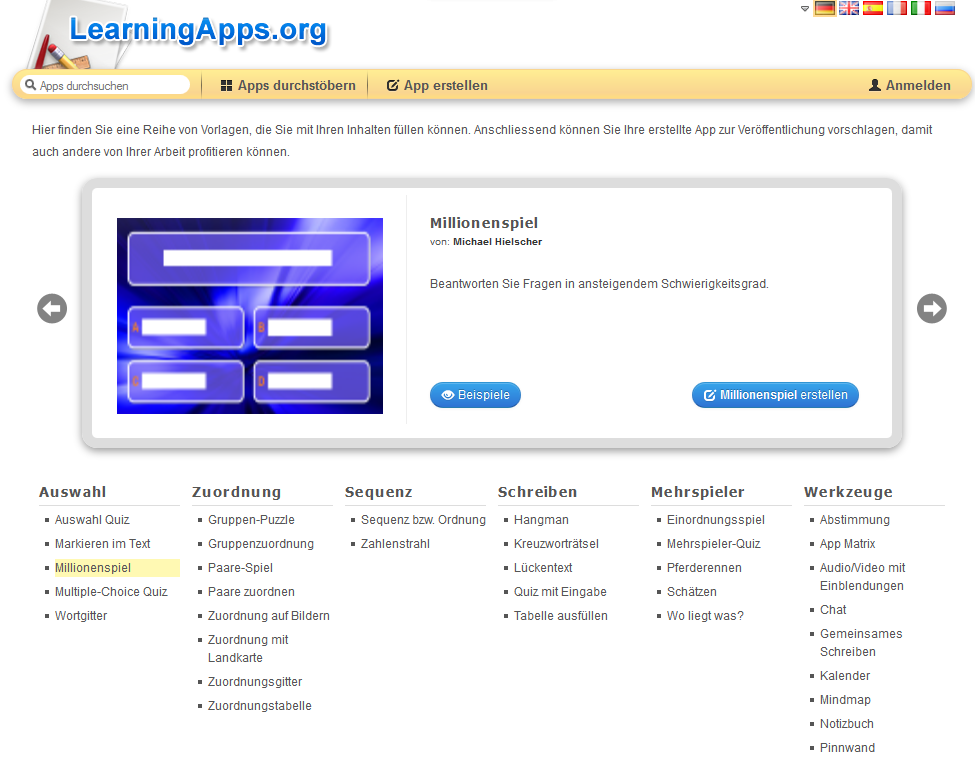 LearningApps.org
Apps durchsuchen
Apps durchstöbern
App erstellen
Anmelden
Hier finden Sie eine Reihe von Vorlagen, die Sie mit Ihren Inhalten füllen können. Anschliessend können Sie Ihre erstellte App zur Veröffentlichung vorschlagen, damit
auch andere von Ihrer Arbeit profitieren können.
A
B
C
D
Millionenspiel
von: Michael Hielscher
Beantworten Sie Fragen in ansteigendem Schwierigkeitsgrad.
Beispiele
Millionenspiel erstellen
Auswahl
Auswahl Quiz
Markieren im Text
Millionenspiel
Multiple-Choice Quiz
Wortgitter
Zuordnung
Gruppen-Puzzle
Gruppenzuordnung
Paare-Spiel
Paare zuordnen
Zuordnung auf Bildern
Zuordnung mit
Landkarte
Zuordnungsgitter
Zuordnungstabelle
Sequenz
Sequenz bzw. Ordnung
Zahlenstrahl
Schreiben
Hangman
Kreuzworträtsel
Lückentext
Quiz mit Eingabe
Tabelle ausfüllen
Mehrspieler
Einordnungsspiel
Mehrspieler-Quiz
Pferderennen
Schätzen
Wo liegt was?
Werkzeuge
Abstimmung
App Matrix
Audio/Video mit
Einblendungen
Chat
Gemeinsames
Schreiben
Kalender
Mindmap
Notizbuch
Pinnwand